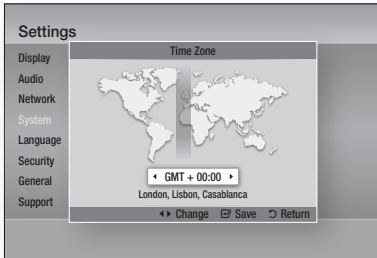 Settings
Time Zone
Display
Audio
Network
System
Language
Security
General
Support
GMT + 00:00
London, Lisbon, Casablanca
Change Save Return